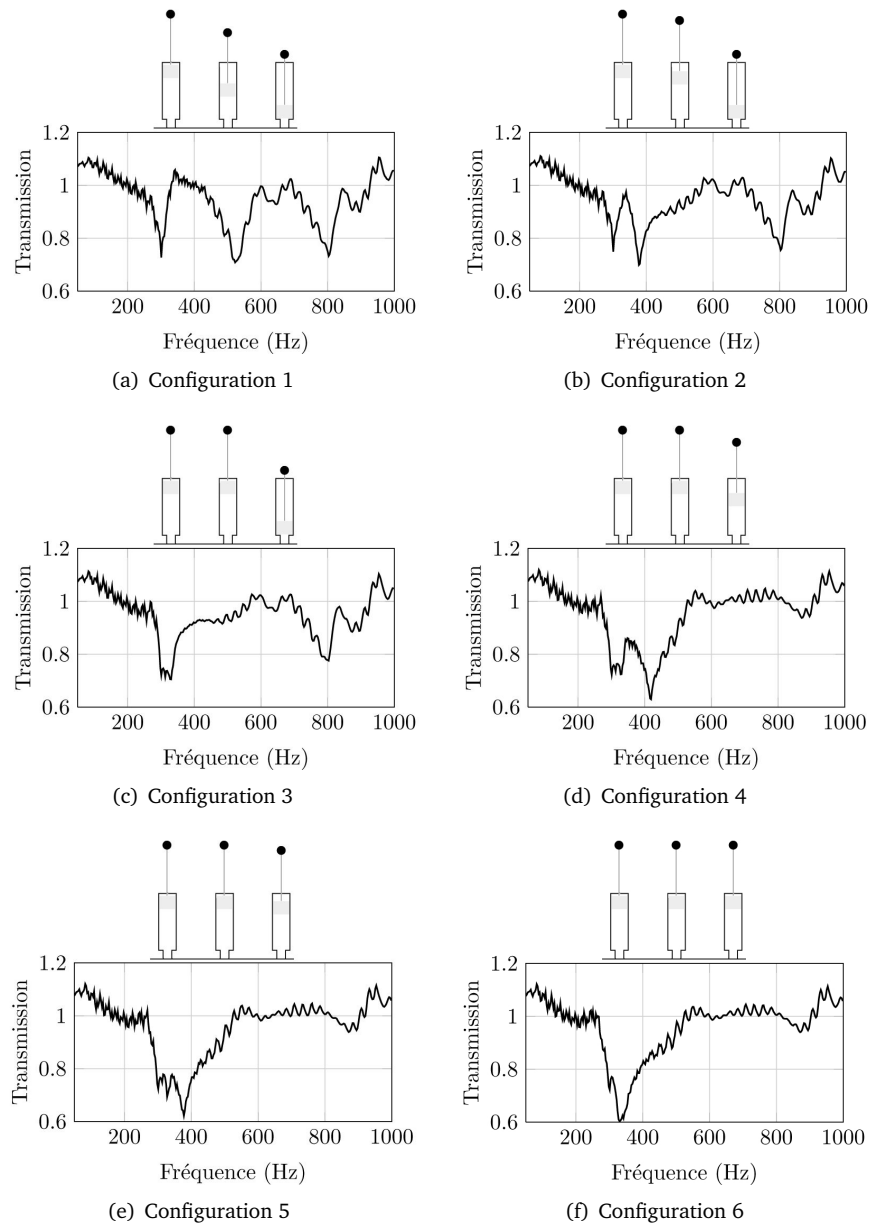 1.2
1
0.8
0.6
Transmission
200 400 600 800 1000
Fréquence (Hz)
(a) Configuration 1
1.2
1
0.8
0.6
Transmission
200 400 600 800 1000
Fréquence (Hz)
(b) Configuration 2
1.2
1
0.8
0.6
Transmission
200 400 600 800 1000
Fréquence (Hz)
(c) Configuration 3
1.2
1
0.8
0.6
Transmission
200 400 600 800 1000
Fréquence (Hz)
(d) Configuration 4
1.2
1
0.8
0.6
Transmission
200 400 600 800 1000
Fréquence (Hz)
(e) Configuration 5
1.2
1
0.8
0.6
Transmission
200 400 600 800 1000
Fréquence (Hz)
(f) Configuration 6